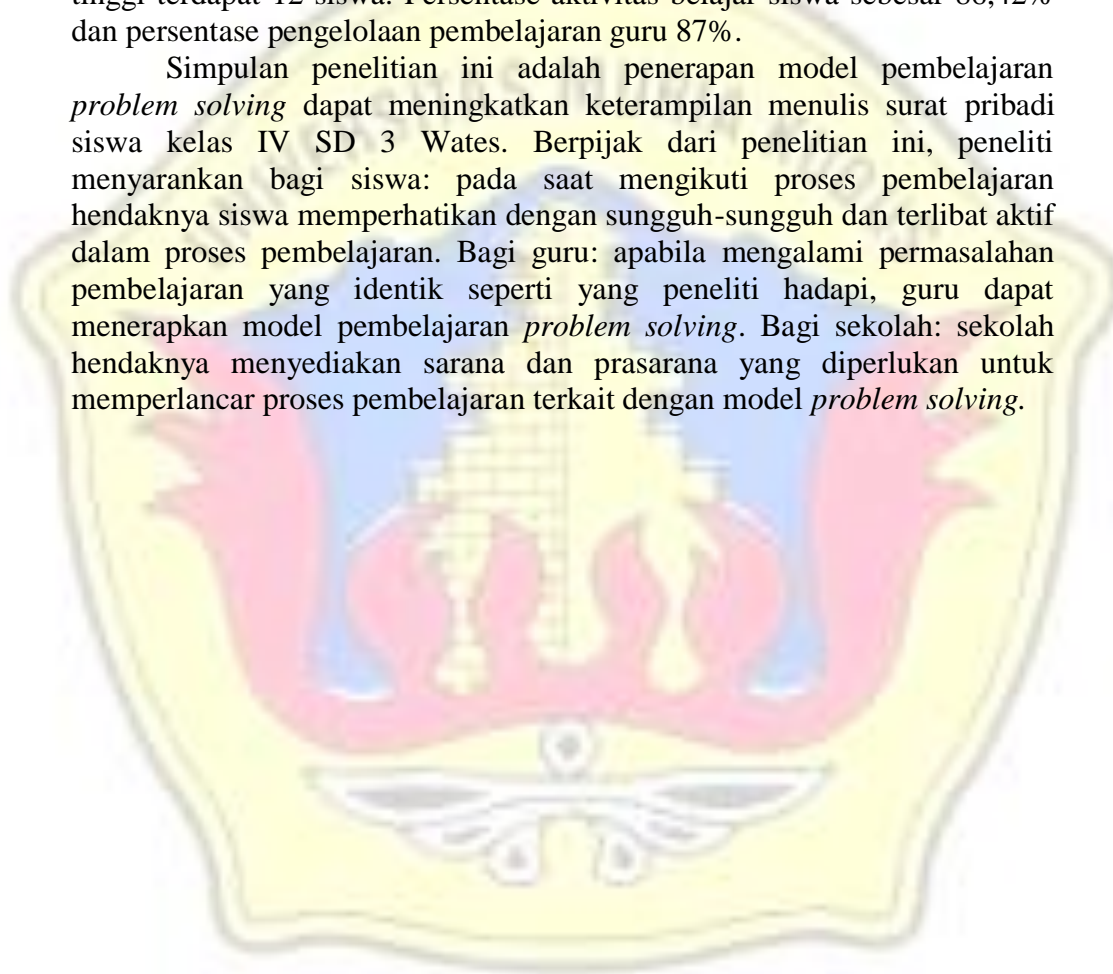 tinggi terdapat 12 siswa. Persentase aktivitas belajar siswa sebesar 86,42%
dan persentase pengelolaan pembelajaran guru 87%.
Simpulan penelitian ini adalah penerapan model pembelajaran
problem solving dapat meningkatkan keterampilan menulis surat pribadi
siswa kelas IV SD 3 Wates. Berpijak dari penelitian ini, peneliti
menyarankan bagi siswa: pada saat mengikuti proses pembelajaran
hendaknya siswa memperhatikan dengan sungguh-sungguh dan terlibat aktif
dalam proses pembelajaran. Bagi guru: apabila mengalami permasalahan
pembelajaran yang identik seperti yang peneliti hadapi, guru dapat
menerapkan model pembelajaran problem solving. Bagi sekolah: sekolah
hendaknya menyediakan sarana dan prasarana yang diperlukan untuk
memperlancar proses pembelajaran terkait dengan model problem solving.